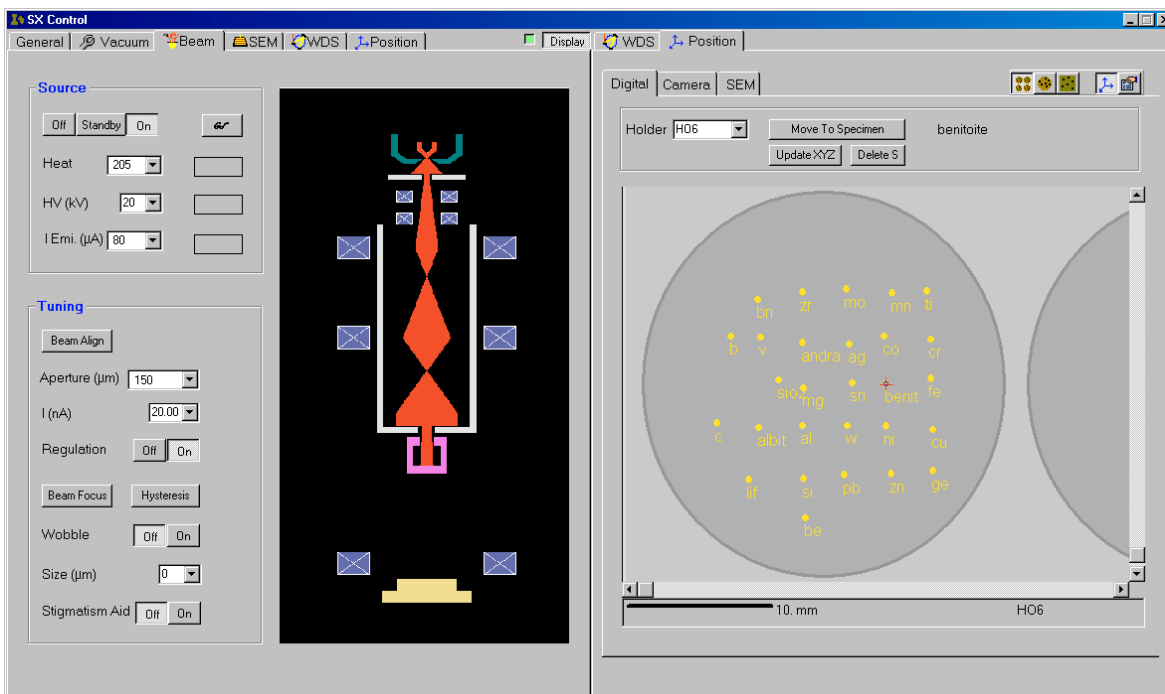 SX Control
General Vacuum Beam SEM WDS Position Display
WDS Position
Source
Off Standby On
Heat 205
HV (kV) 20
I Emi. (µA) 80
Tuning
Beam Align
Aperture (µm) 150
I (nA) 20.00
Regulation Off On
Beam Focus Hysteresis
Wobble Off On
Size (µm) 0
Stigmatism Aid Off On
Digital Camera SEM
Holder HO6 Move To Specimen benitoite
Update XYZ Delete S
bn zr mo mn ti
b v andra ag co cr
sio2 mg sn benit fe
c albit al w ni cu
lif si pb zn ge
be
10. mm HO6